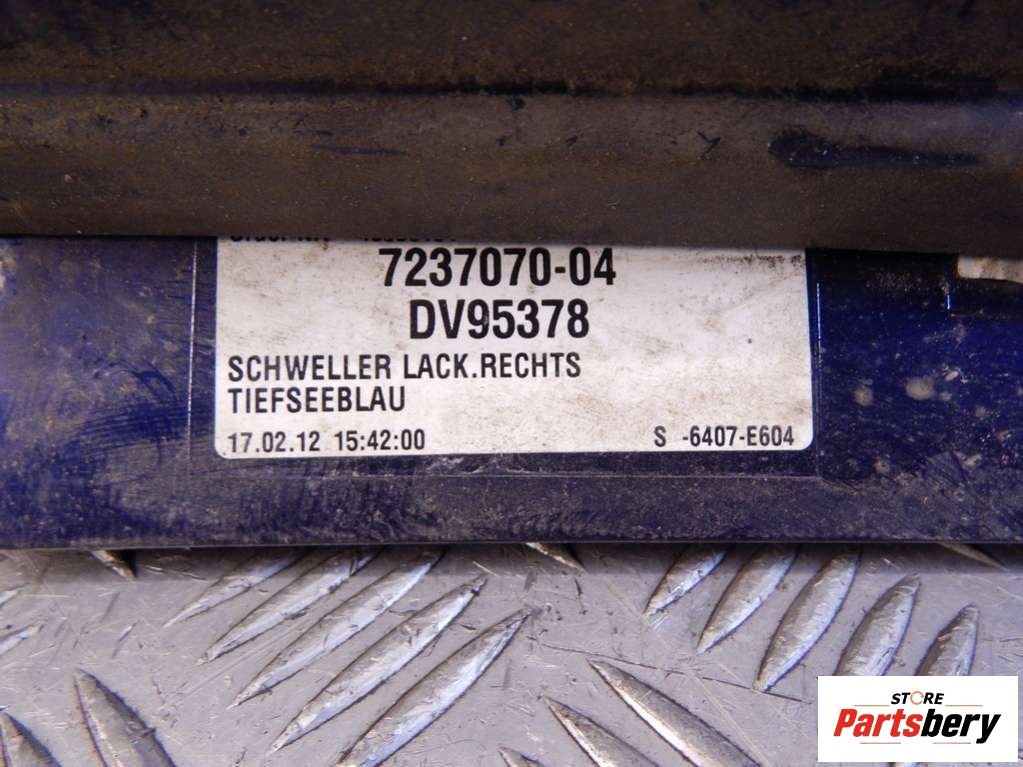 7237070-04
DV95378
SCHWELLER LACK.RECHTS
TIEFSEEBLAU
17.02.12 15:42:00 S -6407-E604
STORE
Partsbery